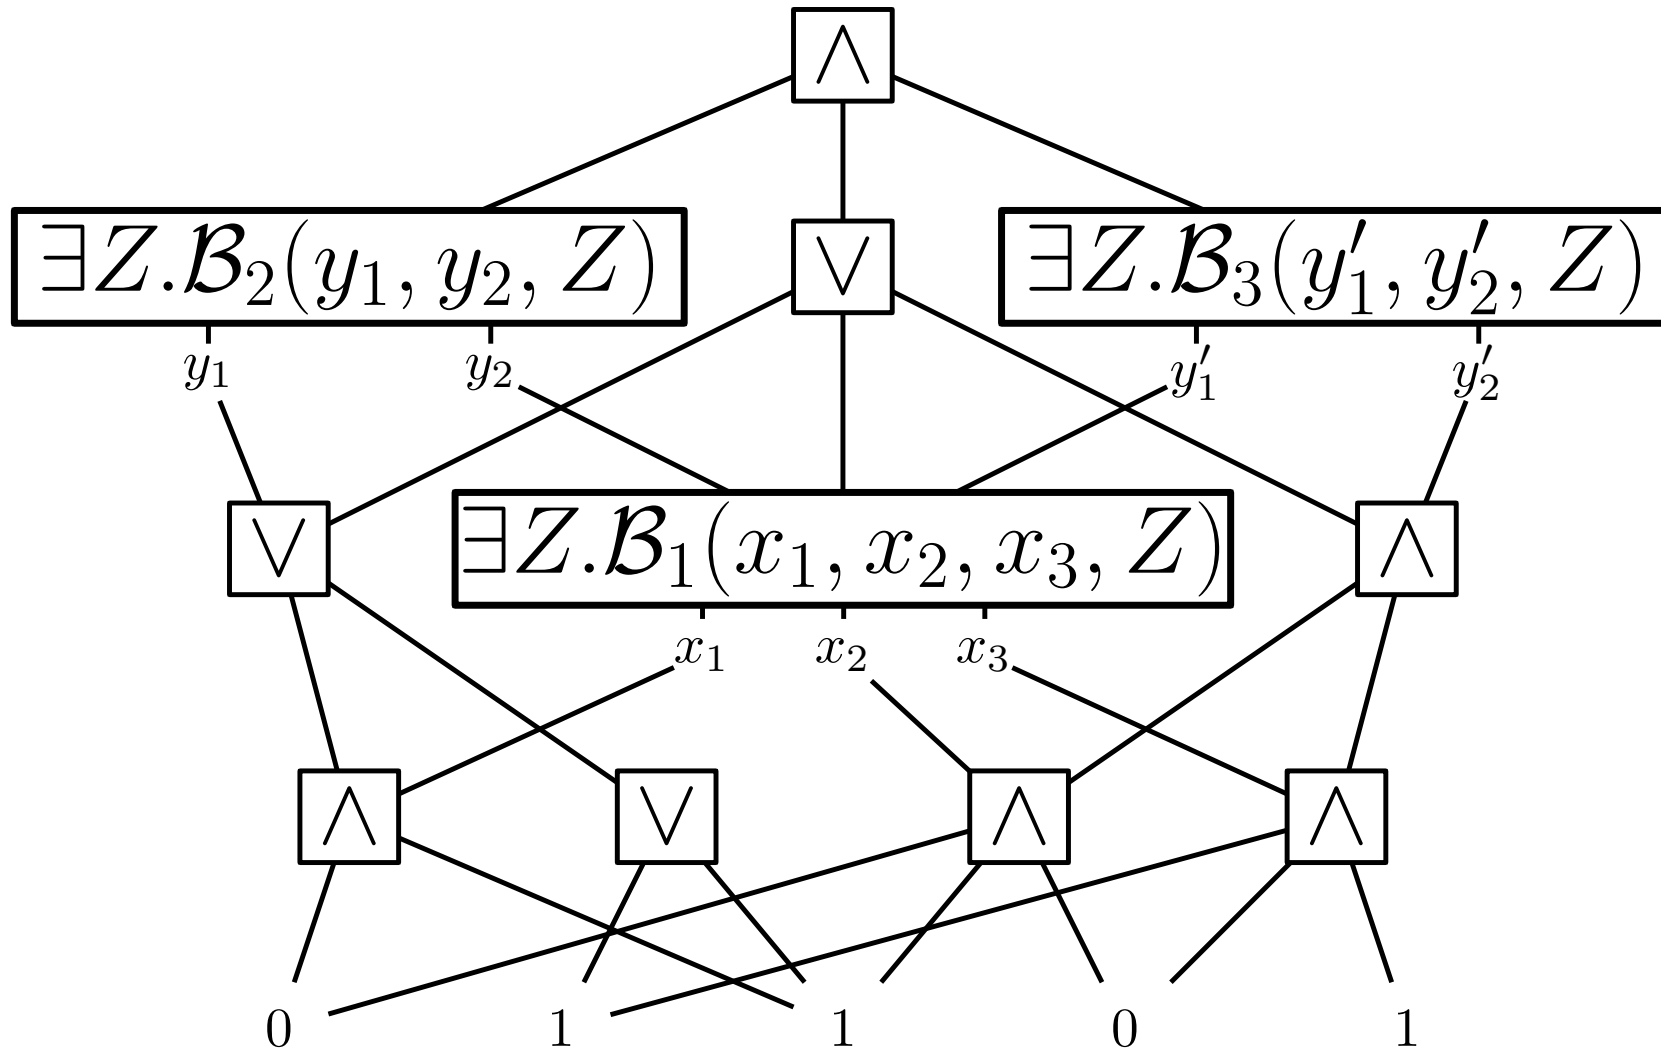 ∧
∃Z.ℬ₂(y₁, y₂, Z) ∨ ∃Z.ℬ₃(y′₁, y′₂, Z)
y₁ y₂ y′₁ y′₂
∨ ∃Z.ℬ₁(x₁, x₂, x₃, Z) ∧
x₁ x₂ x₃
∧ ∨ ∧ ∧
0 1 1 0 1